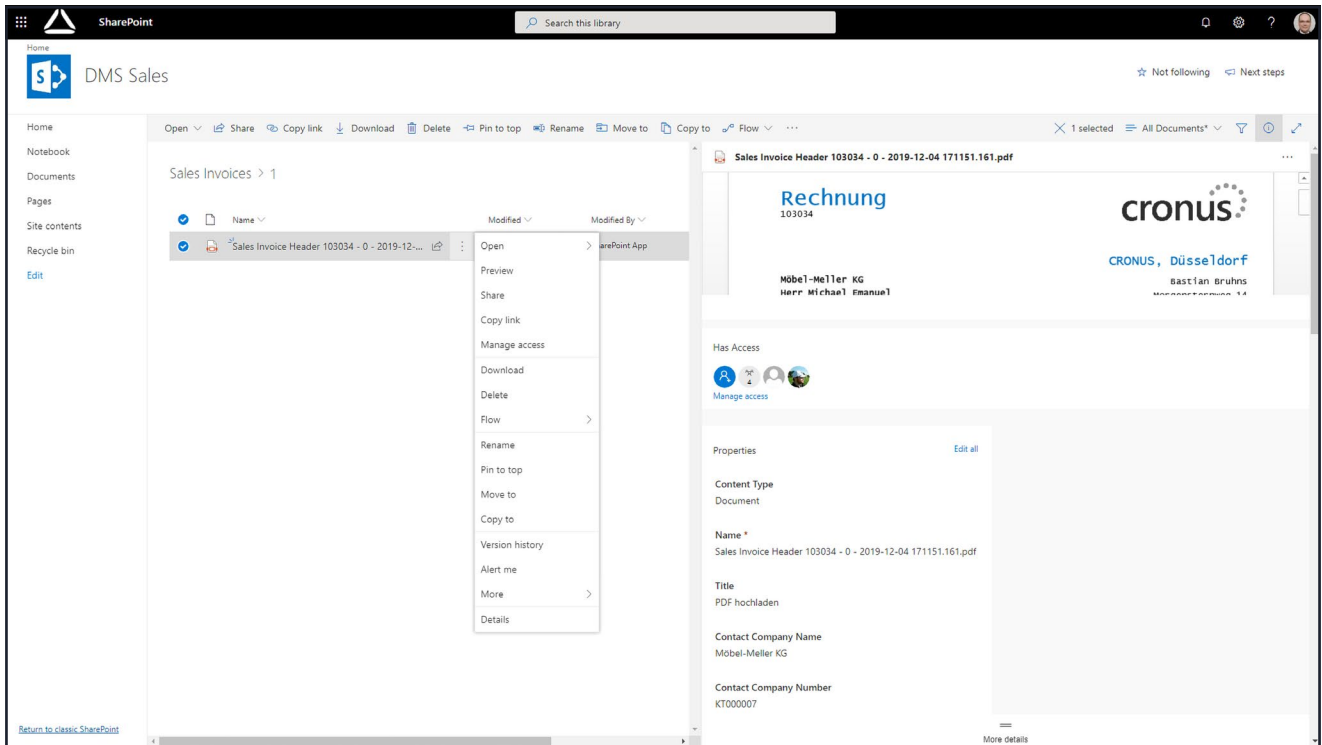 SharePoint
Search this library
?
Home
S
DMS Sales
Not following
Next steps
Home
Notebook
Documents
Pages
Site contents
Recycle bin
Edit
Return to classic SharePoint
Open Share Copy link Download Delete Pin to top Rename Move to Copy to Flow ···
1 selected All Documents*
Sales Invoices > 1
Name Modified Modified By
Sales Invoice Header 103034 - 0 - 2019-12-... arePoint App
Open
Preview
Share
Copy link
Manage access
Download
Delete
Flow
Rename
Pin to top
Move to
Copy to
Version history
Alert me
More
Details
Sales Invoice Header 103034 - 0 - 2019-12-04 171151.161.pdf
···
Rechnung
103034
cronus
CRONUS, Düsseldorf
Möbel-Meller KG
Bastian Bruhns
Herr Michael Emanuel
Has Access
4
Manage access
Properties
Edit all
Content Type
Document
Name *
Sales Invoice Header 103034 - 0 - 2019-12-04 171151.161.pdf
Title
PDF hochladen
Contact Company Name
Möbel-Meller KG
Contact Company Number
KT000007
More details